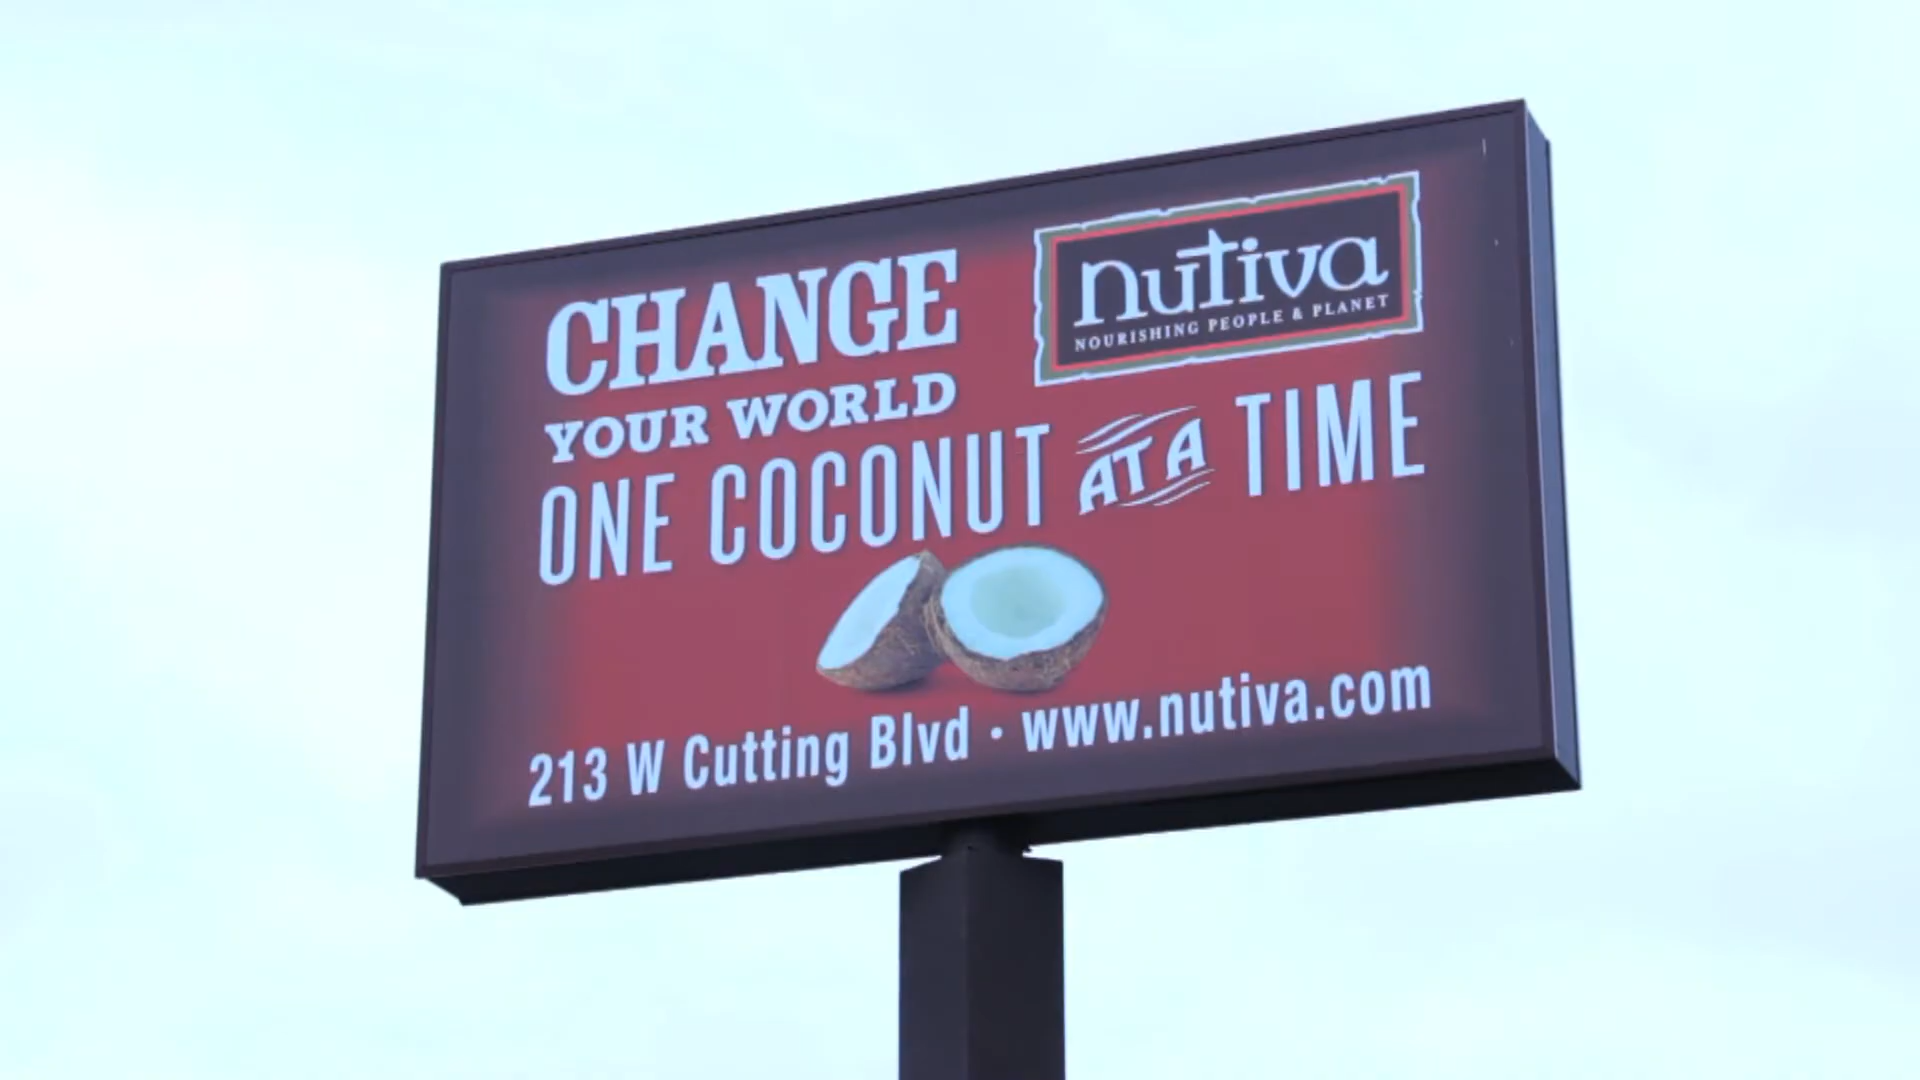 CHANGE
YOUR WORLD
ONE COCONUT AT A TIME
nutiva
NOURISHING PEOPLE & PLANET
213 W Cutting Blvd · www.nutiva.com